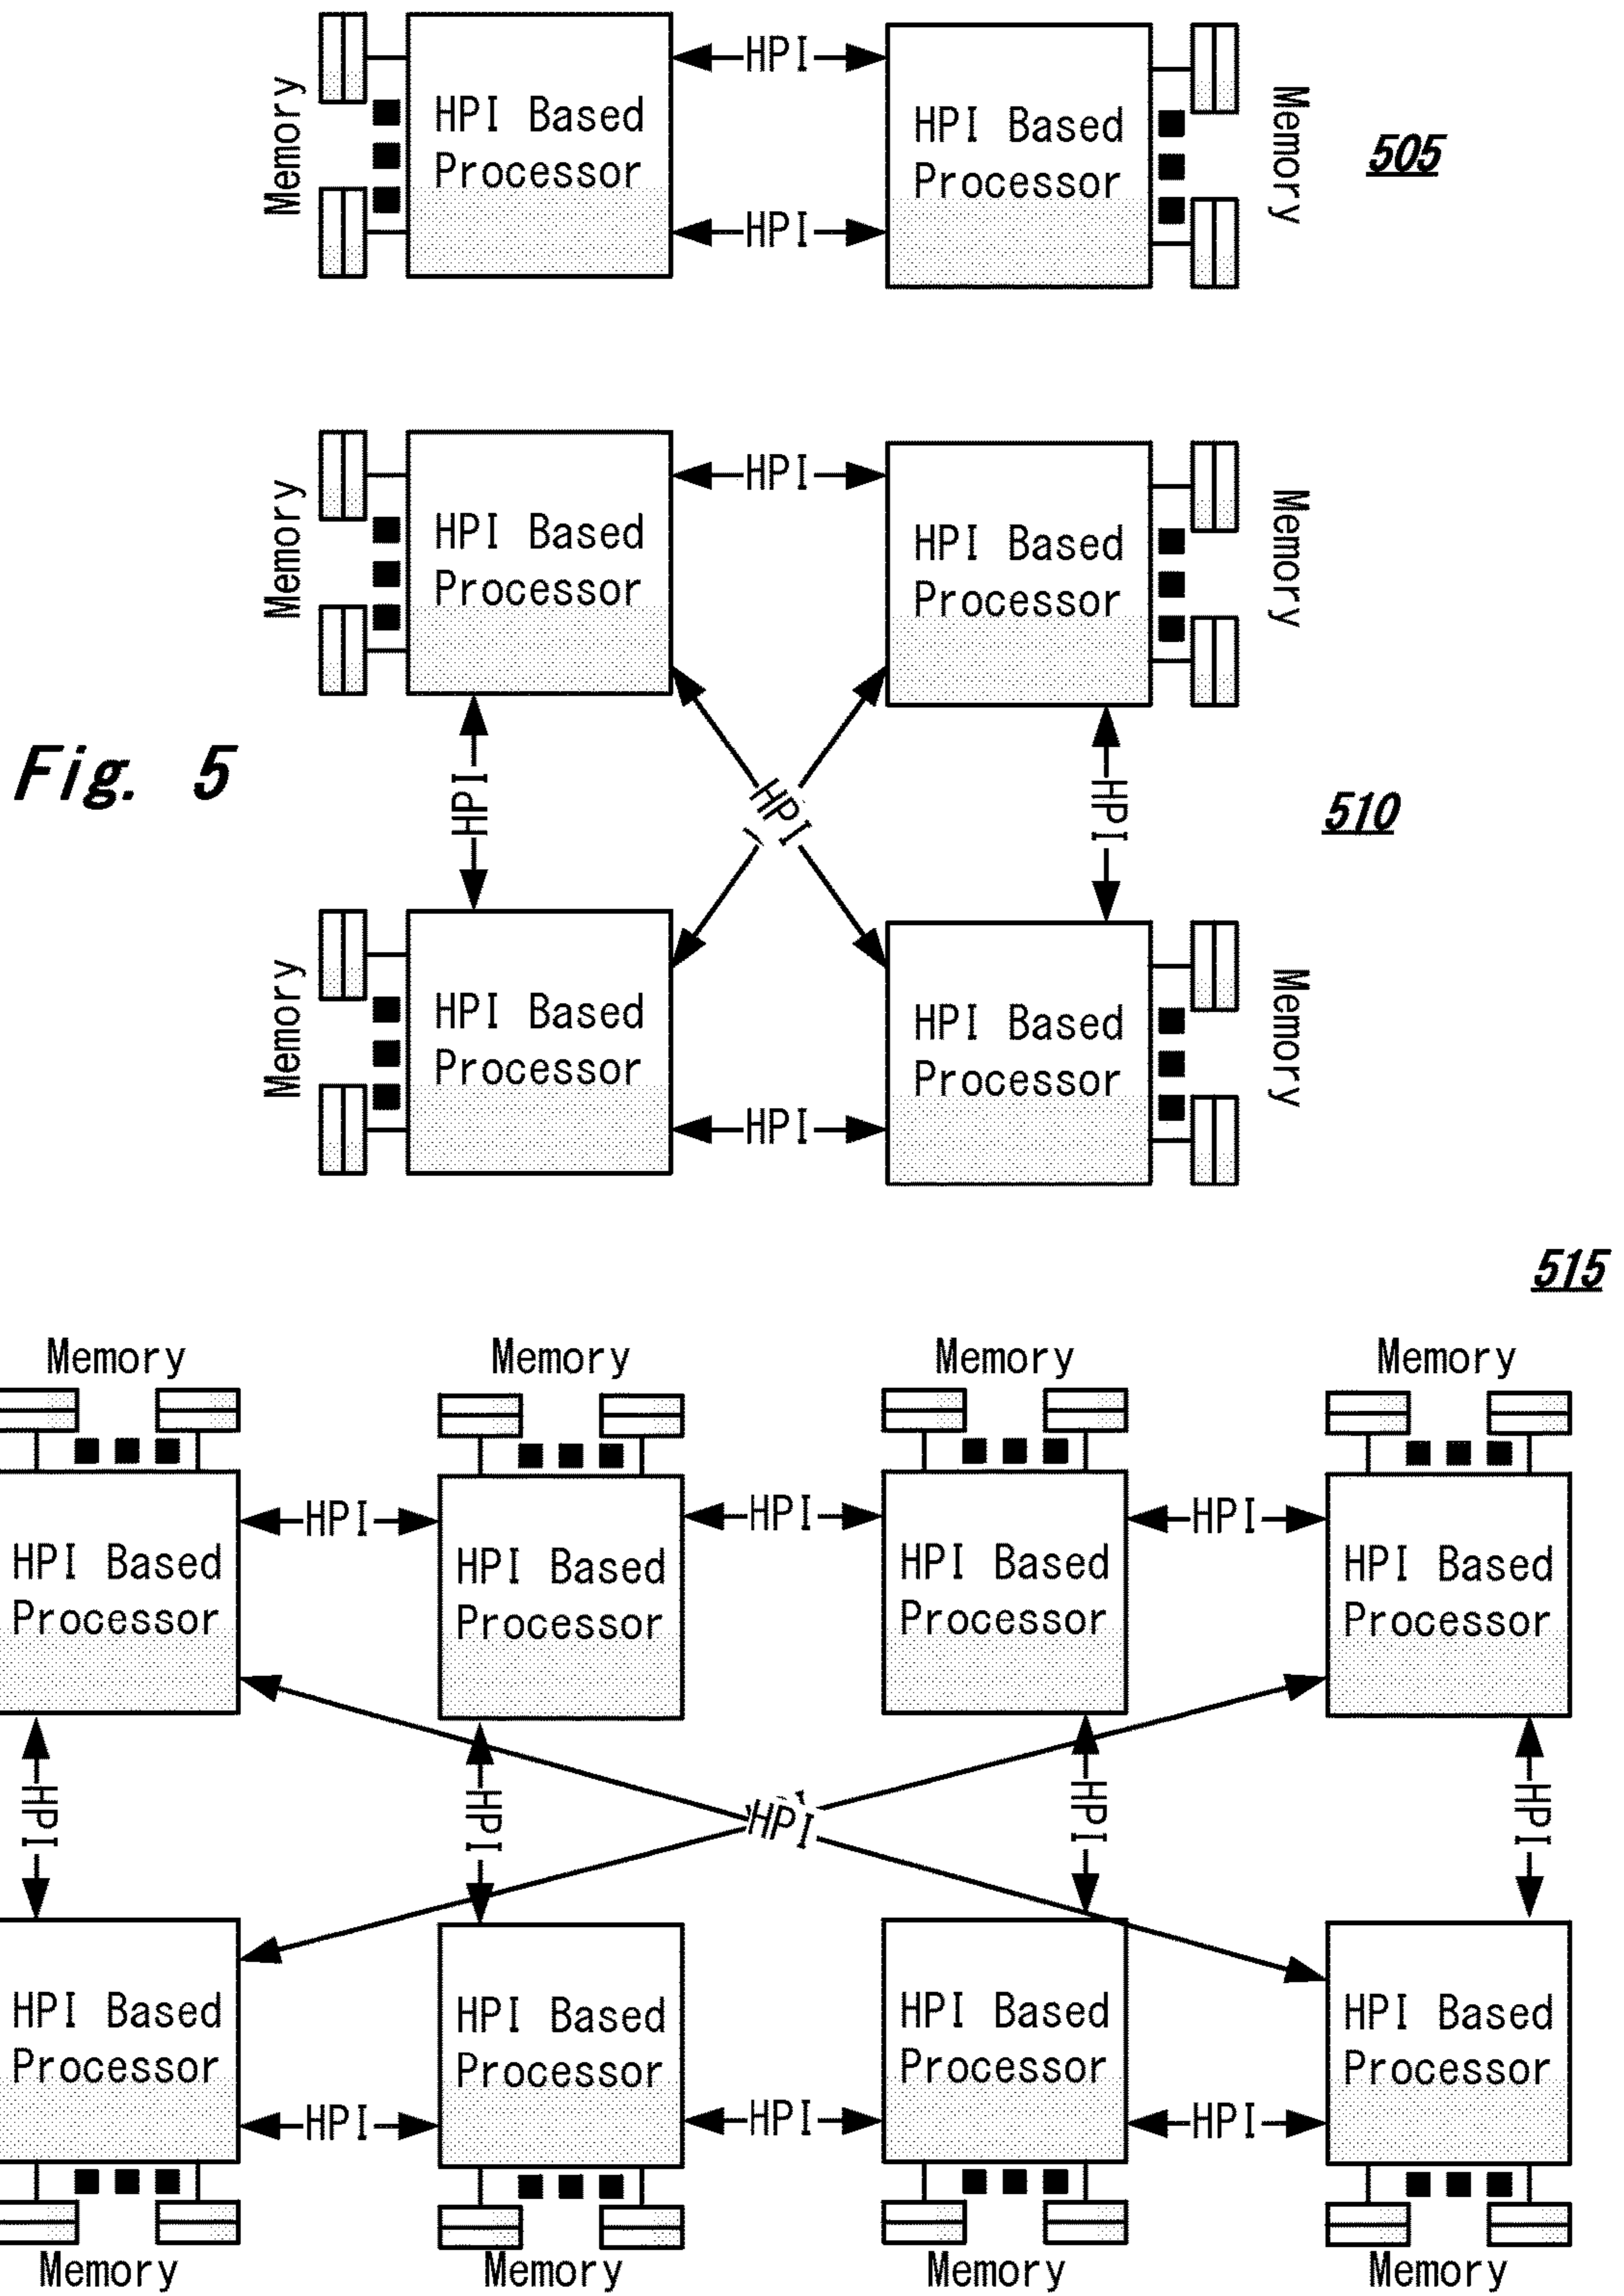 HPI
Memory
HPI Based
Processor
HPI Based
Processor
Memory
505
HPI
HPI
Memory
HPI Based
Processor
HPI Based
Processor
Memory
Fig. 5
HPI
HPI
HPI
510
Memory
HPI Based
Processor
HPI Based
Processor
Memory
HPI
515
Memory
Memory
Memory
Memory
HPI
HPI
HPI
HPI Based
Processor
HPI Based
Processor
HPI Based
Processor
HPI Based
Processor
HPI
HPI
HPI
HPI
HPI
HPI Based
Processor
HPI Based
Processor
HPI Based
Processor
HPI Based
Processor
HPI
HPI
HPI
Memory
Memory
Memory
Memory